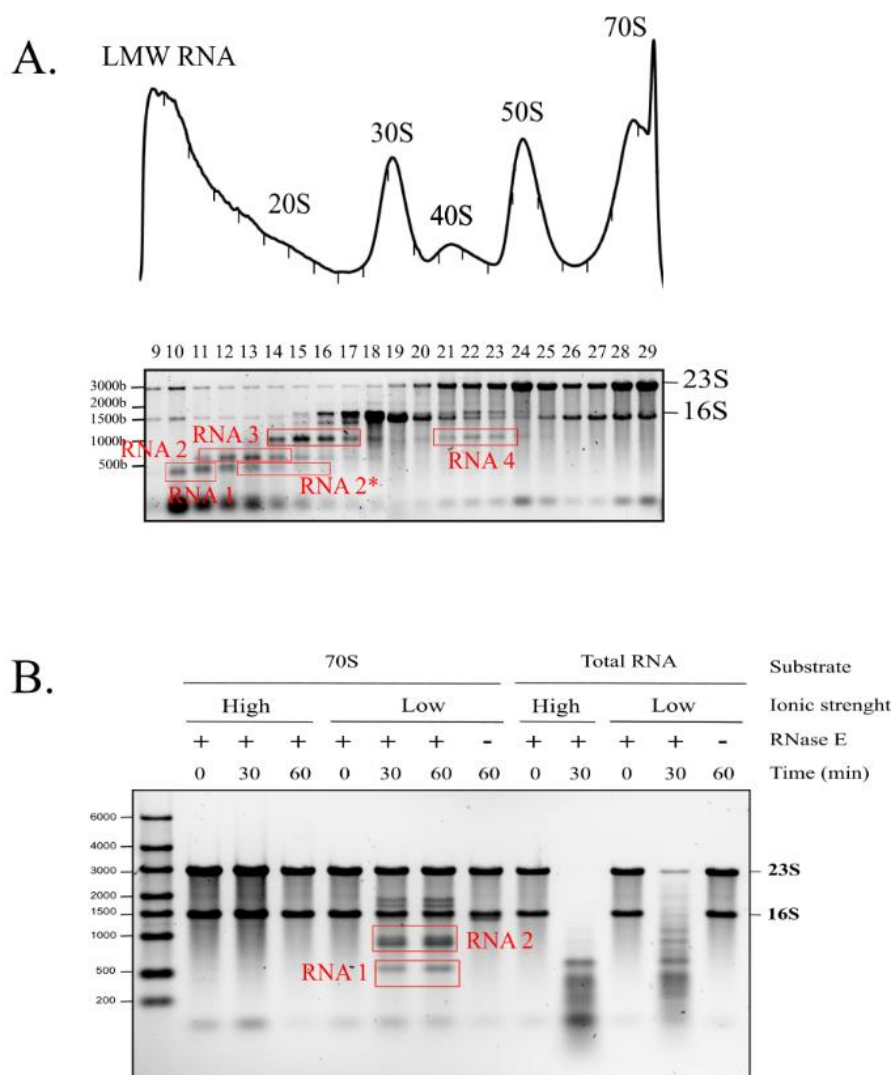 A.
LMW RNA
20S
30S
40S
50S
70S
9 10 11 12 13 14 15 16 17 18 19 20 21 22 23 24 25 26 27 28 29
3000b
2000b
1500b
1000b
500b
23S
16S
RNA 2
RNA 3
RNA 1
RNA 2*
RNA 4
B.
70S Total RNA Substrate
High Low High Low Ionic strenght
+ + + + + + - + + + + - RNase E
0 30 60 0 30 60 60 0 30 0 30 60 Time (min)
6000
4000
3000
2000
1500
1000
500
200
23S
16S
RNA 2
RNA 1